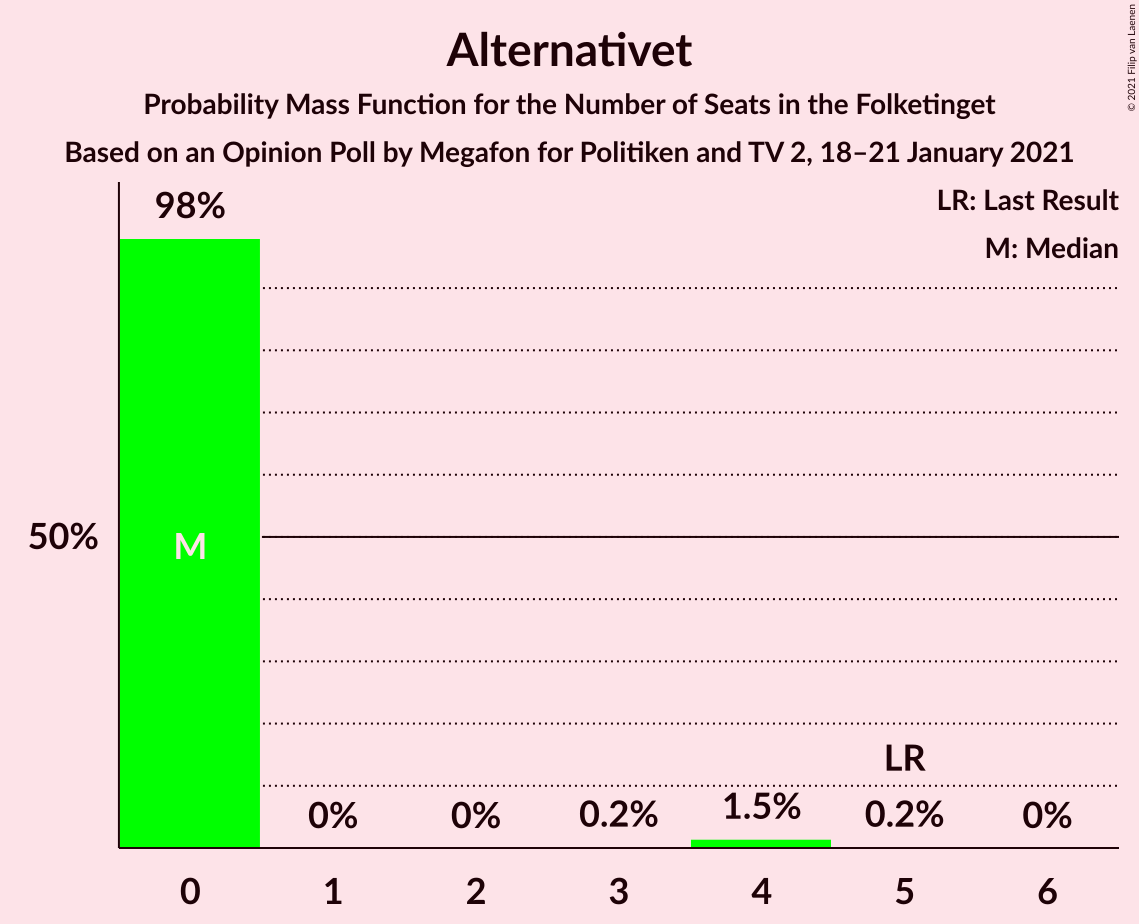 Alternativet
Probability Mass Function for the Number of Seats in the Folketinget
Based on an Opinion Poll by Megafon for Politiken and TV 2, 18–21 January 2021
© 2021 Filip van Laenen
LR: Last Result
M: Median
98%
50%
M
LR
0% 0% 0.2% 1.5% 0.2% 0%
0 1 2 3 4 5 6